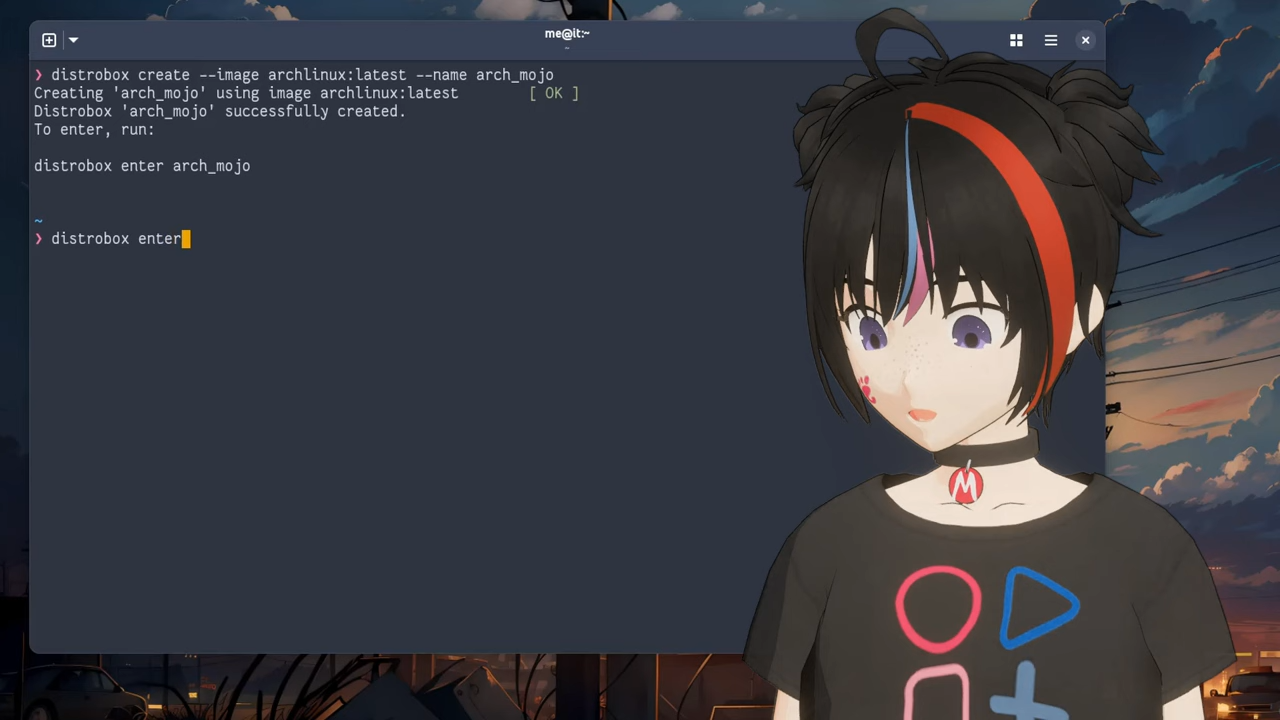 me@it:~
~
❯ distrobox create --image archlinux:latest --name arch_mojo
Creating 'arch_mojo' using image archlinux:latest [ OK ]
Distrobox 'arch_mojo' successfully created.
To enter, run:
distrobox enter arch_mojo
~
❯ distrobox enter
M